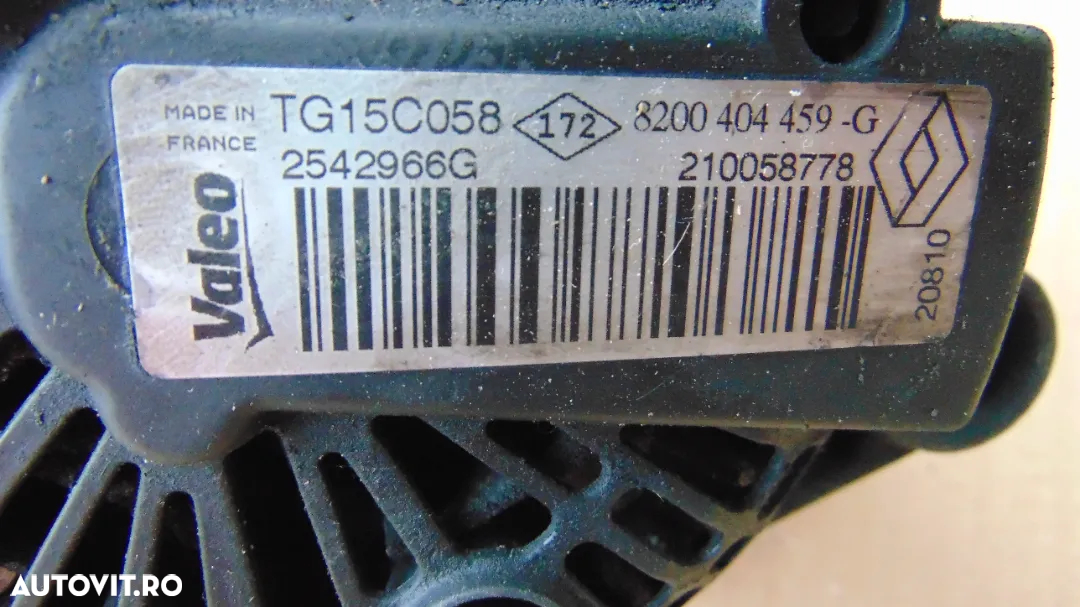 MADE IN
FRANCE
TG15C058 172 8200 404 459 -G
2542966G 210058778
Valeo
20810
AUTOVIT.RO